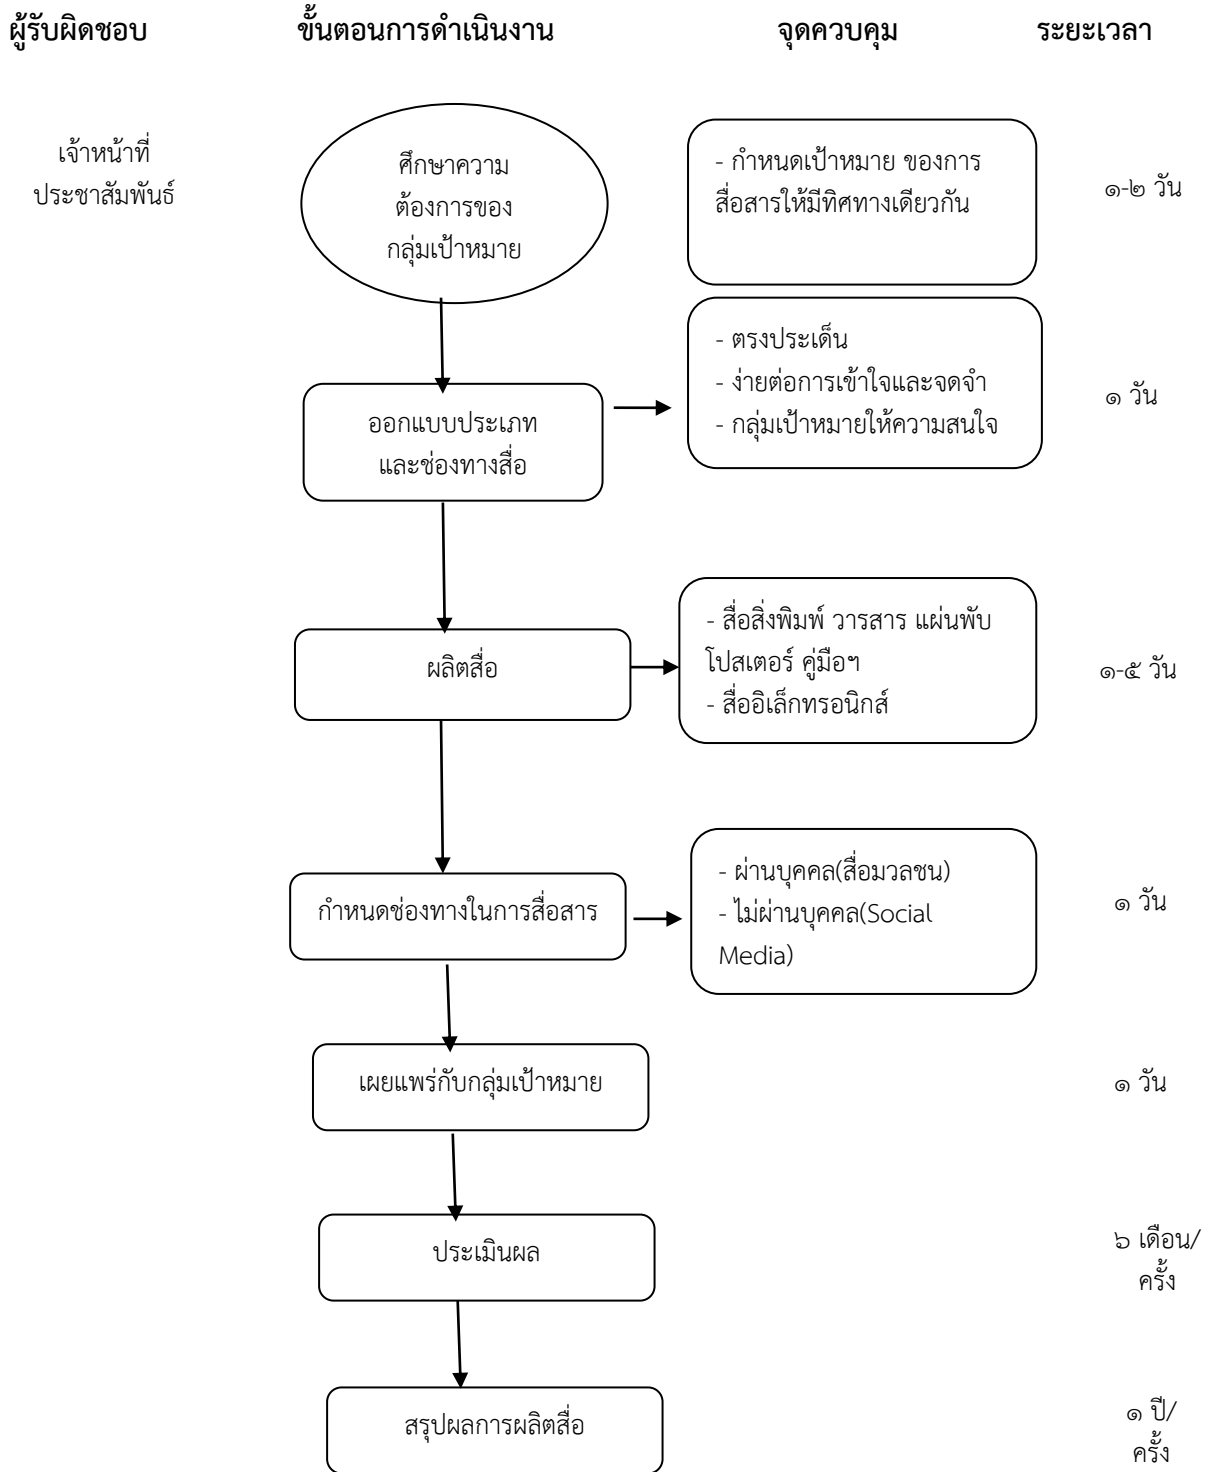 ผู้รับผิดชอบ ขั้นตอนการดำเนินงาน จุดควบคุม ระยะเวลา
เจ้าหน้าที่
ประชาสัมพันธ์
ศึกษาความ
ต้องการของ
กลุ่มเป้าหมาย
- กำหนดเป้าหมาย ของการ
สื่อสารให้มีทิศทางเดียวกัน
๑-๒ วัน
ออกแบบประเภท
และช่องทางสื่อ
- ตรงประเด็น
- ง่ายต่อการเข้าใจและจดจำ
- กลุ่มเป้าหมายให้ความสนใจ
๑ วัน
ผลิตสื่อ
- สื่อสิ่งพิมพ์ วารสาร แผ่นพับ
โปสเตอร์ คู่มือฯ
- สื่ออิเล็กทรอนิกส์
๑-๕ วัน
กำหนดช่องทางในการสื่อสาร
- ผ่านบุคคล(สื่อมวลชน)
- ไม่ผ่านบุคคล(Social
Media)
๑ วัน
เผยแพร่กับกลุ่มเป้าหมาย
๑ วัน
ประเมินผล
๖ เดือน/
ครั้ง
สรุปผลการผลิตสื่อ
๑ ปี/
ครั้ง